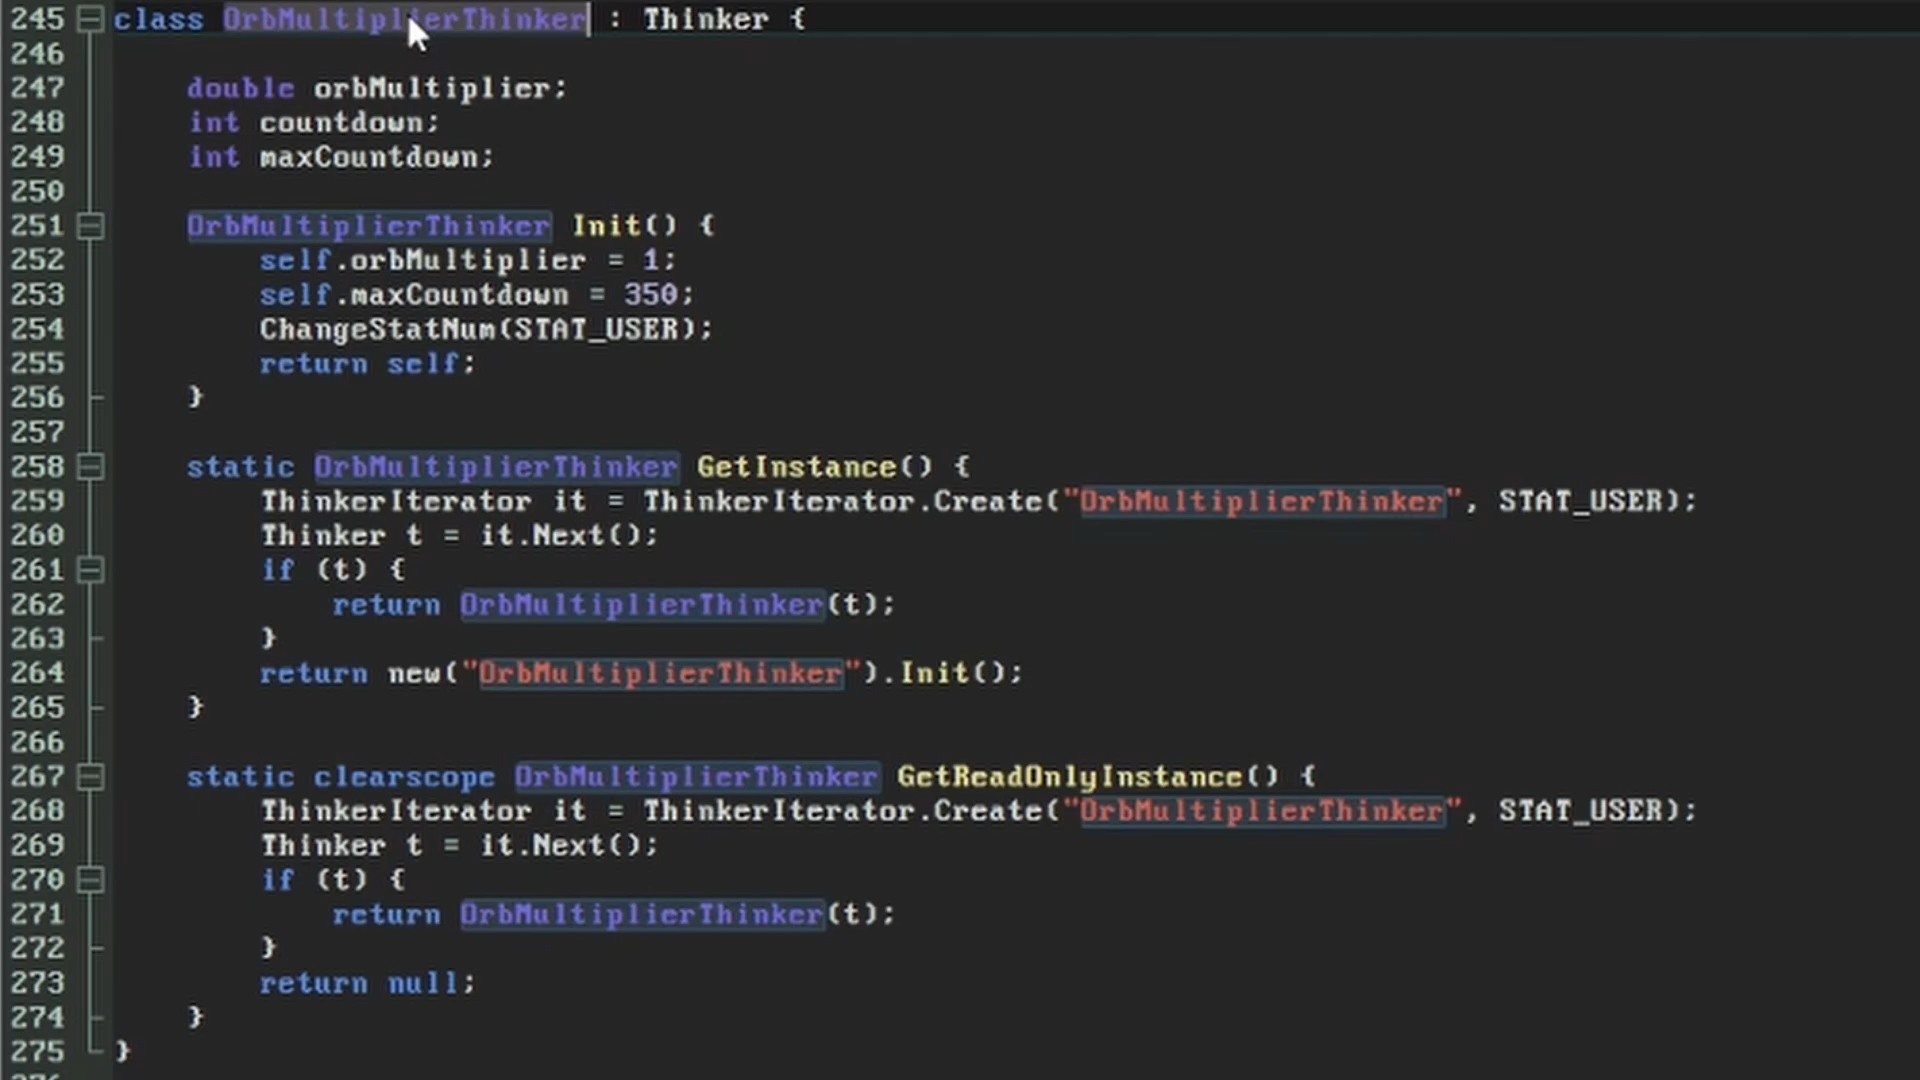 245 class OrbMultiplierThinker : Thinker {
246
247 double orbMultiplier;
248 int countdown;
249 int maxCountdown;
250
251 OrbMultiplierThinker Init() {
252 self.orbMultiplier = 1;
253 self.maxCountdown = 350;
254 ChangeStatNum(STAT_USER);
255 return self;
256 }
257
258 static OrbMultiplierThinker GetInstance() {
259 ThinkerIterator it = ThinkerIterator.Create("OrbMultiplierThinker", STAT_USER);
260 Thinker t = it.Next();
261 if (t) {
262 return OrbMultiplierThinker(t);
263 }
264 return new("OrbMultiplierThinker").Init();
265 }
266
267 static clearscope OrbMultiplierThinker GetReadOnlyInstance() {
268 ThinkerIterator it = ThinkerIterator.Create("OrbMultiplierThinker", STAT_USER);
269 Thinker t = it.Next();
270 if (t) {
271 return OrbMultiplierThinker(t);
272 }
273 return null;
274 }
275 }